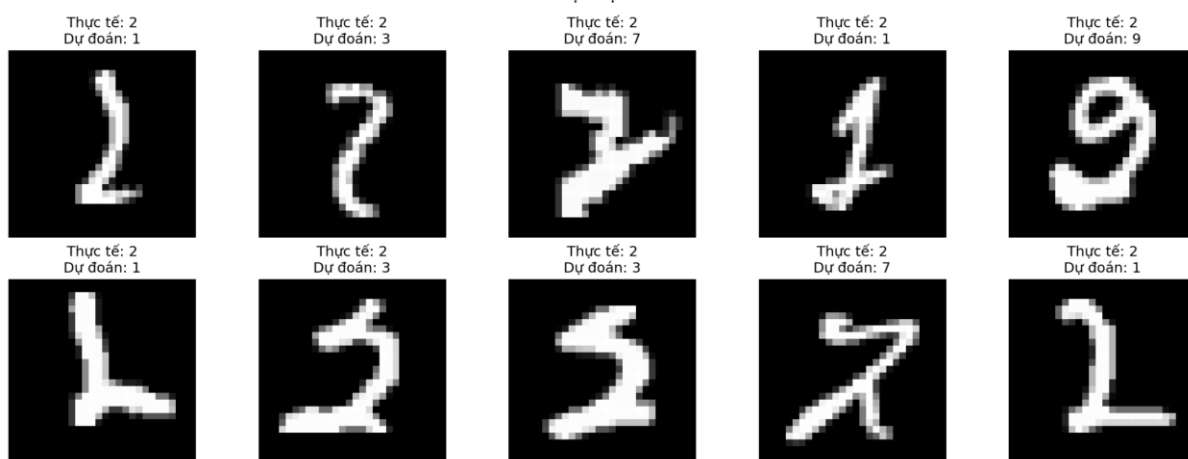 Thực tế: 2
Dự đoán: 1
Thực tế: 2
Dự đoán: 3
Thực tế: 2
Dự đoán: 7
Thực tế: 2
Dự đoán: 1
Thực tế: 2
Dự đoán: 9
Thực tế: 2
Dự đoán: 1
Thực tế: 2
Dự đoán: 3
Thực tế: 2
Dự đoán: 3
Thực tế: 2
Dự đoán: 7
Thực tế: 2
Dự đoán: 1